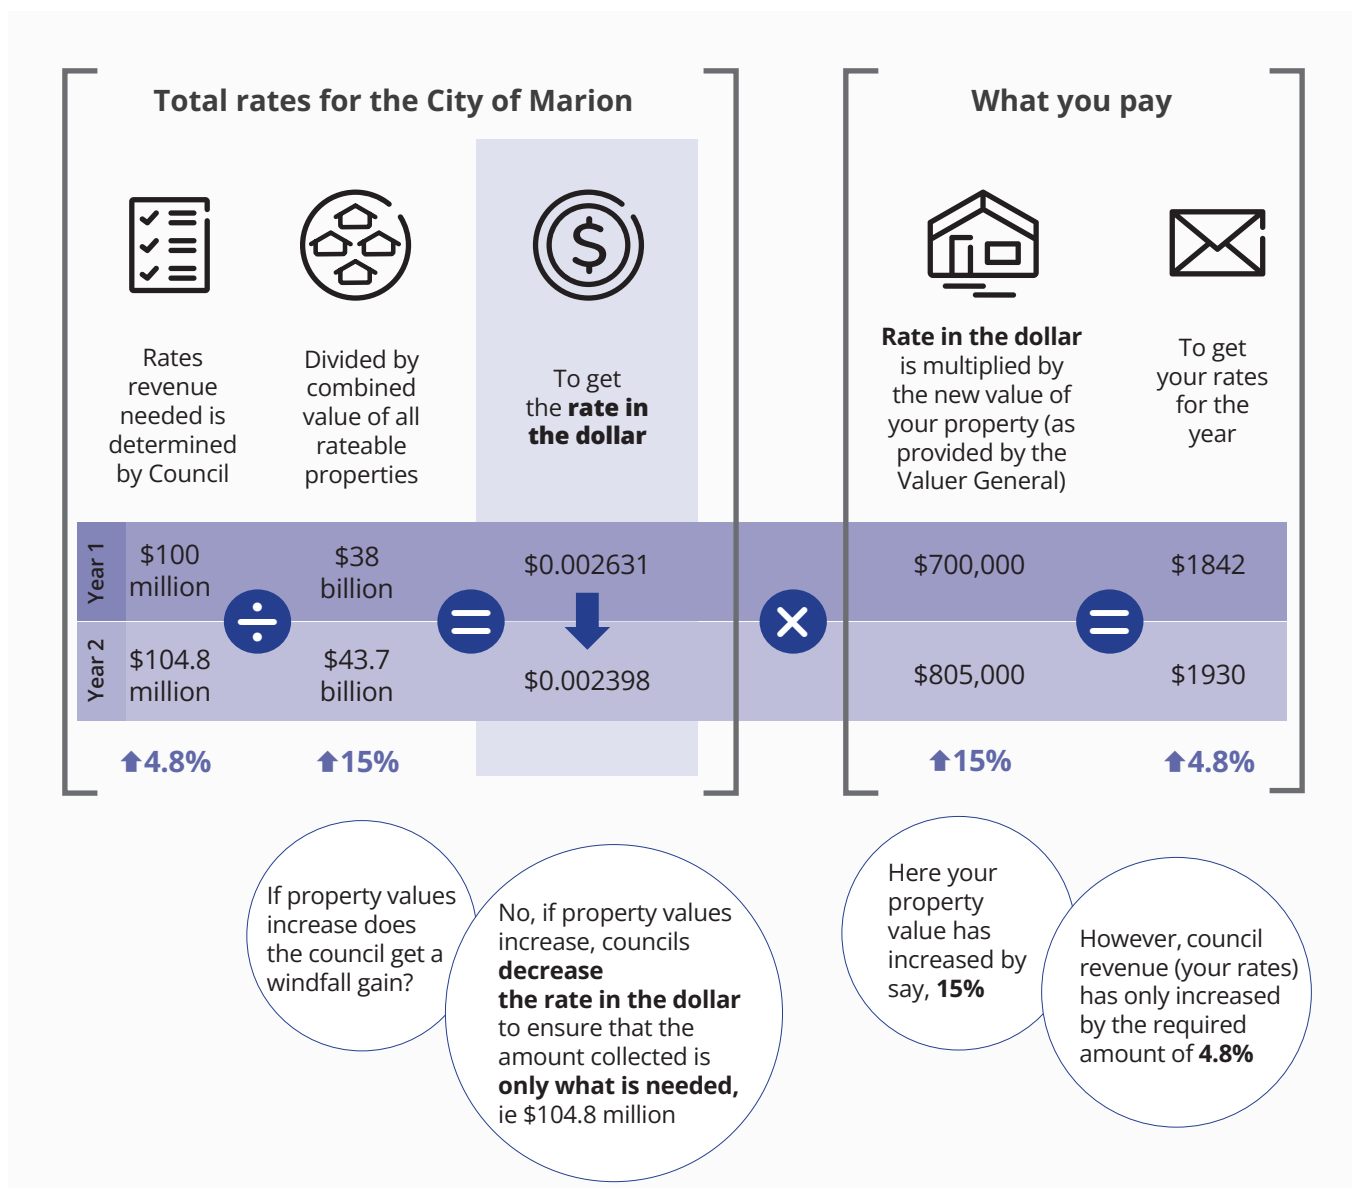 Total rates for the City of Marion
Rates
revenue
needed is
determined
by Council
Divided by
combined
value of all
rateable
properties
To get
the rate in
the dollar
Year 1
$100
million
$38
billion
$0.002631
Year 2
$104.8
million
÷
$43.7
billion
=
$0.002398
4.8%
15%
What you pay
Rate in the dollar
is multiplied by
the new value of
your property (as
provided by the
Valuer General)
To get
your rates
for the
year
×
$700,000
$1842
=
$805,000
$1930
15%
4.8%
If property values
increase does
the council get a
windfall gain?
No, if property values
increase, councils
decrease
the rate in the dollar
to ensure that the
amount collected is
only what is needed,
ie $104.8 million
Here your
property
value has
increased by
say, 15%
However, council
revenue (your rates)
has only increased
by the required
amount of 4.8%